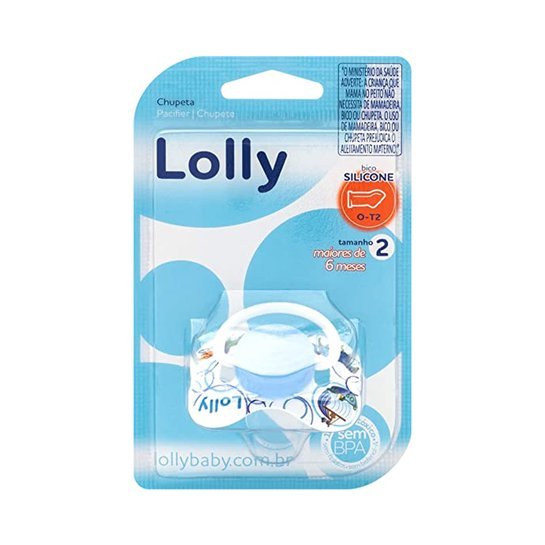 Chupeta
Pacifier | Chupete
Lolly
"O MINISTÉRIO DA SAÚDE
ADVERTE: A CRIANÇA QUE
MAMA NO PEITO NÃO
NECESSITA DE MAMADEIRA,
BICO OU CHUPETA. O USO
DE MAMADEIRA, BICO OU
CHUPETA PREJUDICA O
ALEITAMENTO MATERNO."
bico
SILICONE
O-T2
tamanho 2
maiores de
6 meses
Lolly
sem
BPA
lollybaby.com.br